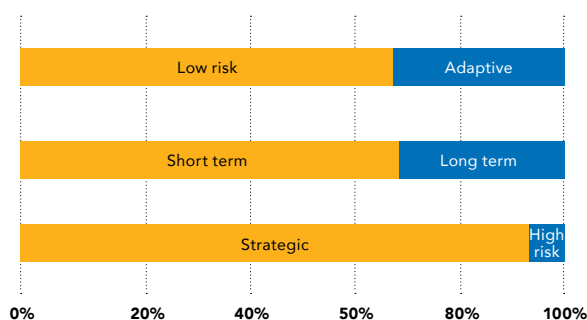 Low risk Adaptive
Short term Long term
Strategic High
risk
0% 20% 40% 50% 80% 100%